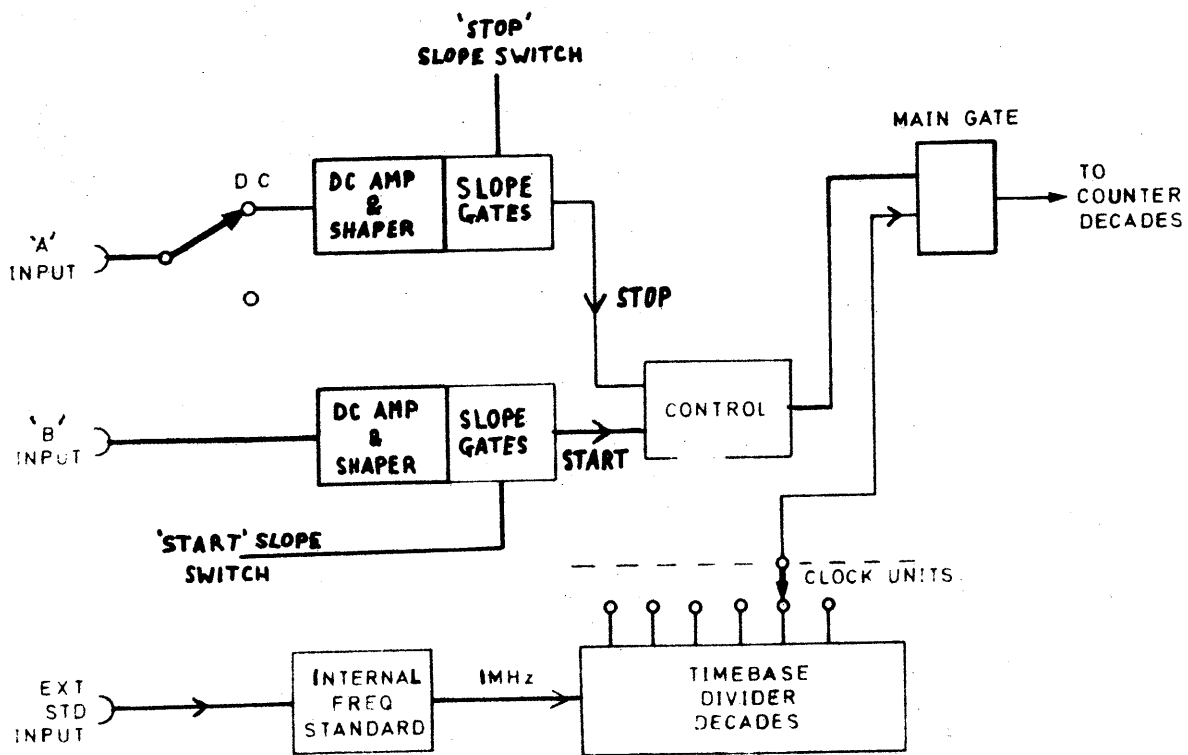 'STOP'
SLOPE SWITCH
MAIN GATE
DC
DC AMP
&
SHAPER
SLOPE
GATES
TO
COUNTER
DECADES
'A'
INPUT
STOP
'B'
INPUT
DC AMP
&
SHAPER
SLOPE
GATES
START
CONTROL
'START' SLOPE
SWITCH
CLOCK UNITS
EXT
STD
INPUT
INTERNAL
FREQ
STANDARD
1MHz
TIMEBASE
DIVIDER
DECADES